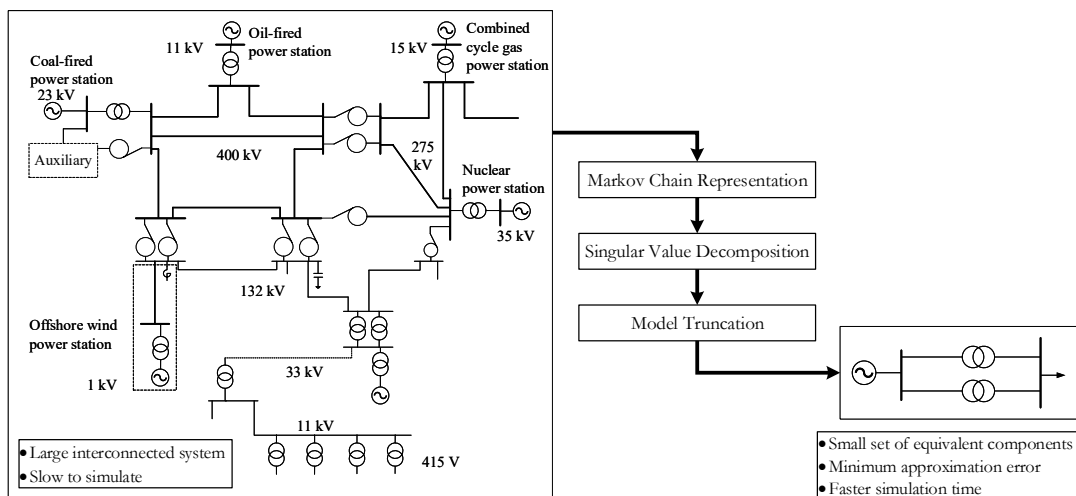 11 kV
Oil-fired
power station
15 kV
Combined
cycle gas
power station
Coal-fired
power station
23 kV
Auxiliary
400 kV
275
kV
Nuclear
power station
35 kV
132 kV
Offshore wind
power station
1 kV
33 kV
11 kV
415 V
● Large interconnected system
● Slow to simulate
Markov Chain Representation
Singular Value Decomposition
Model Truncation
● Small set of equivalent components
● Minimum approximation error
● Faster simulation time